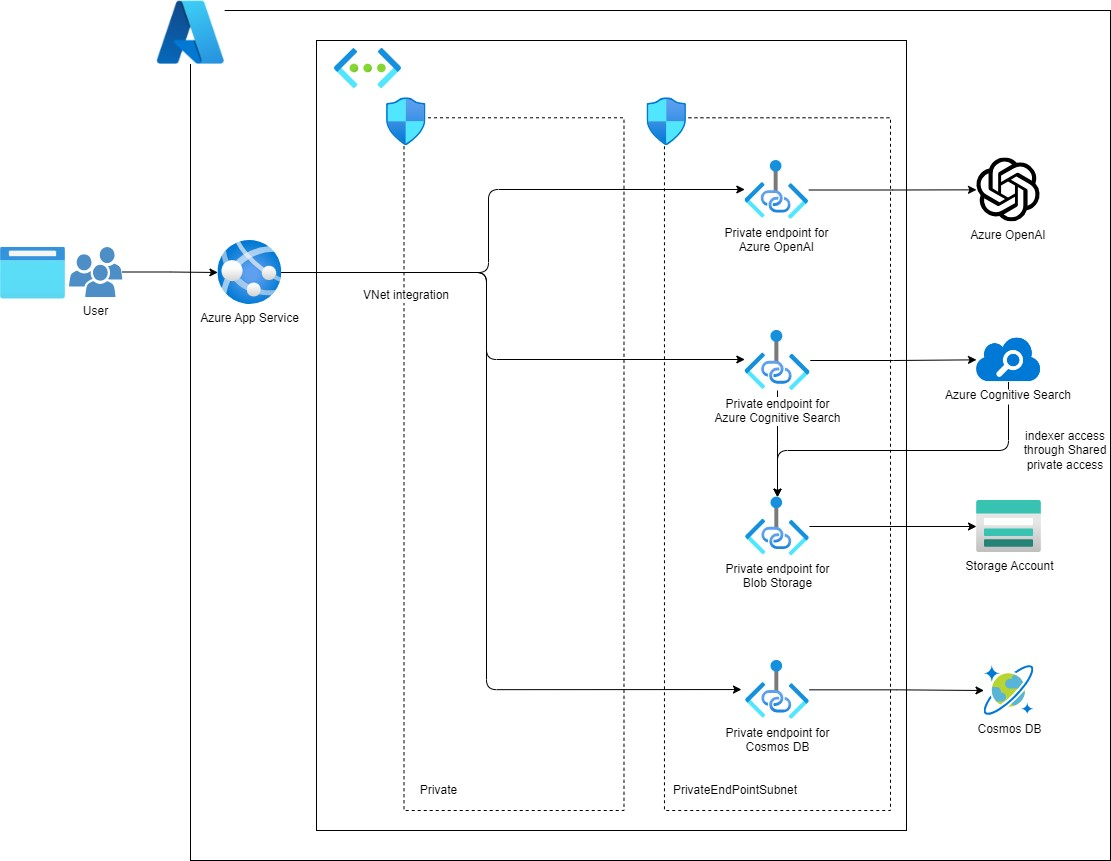 Private endpoint for
Azure OpenAI
Azure OpenAI
User
Azure App Service
VNet integration
Private endpoint for
Azure Cognitive Search
Azure Cognitive Search
indexer access
through Shared
private access
Private endpoint for
Blob Storage
Storage Account
Private endpoint for
Cosmos DB
Cosmos DB
Private
PrivateEndPointSubnet